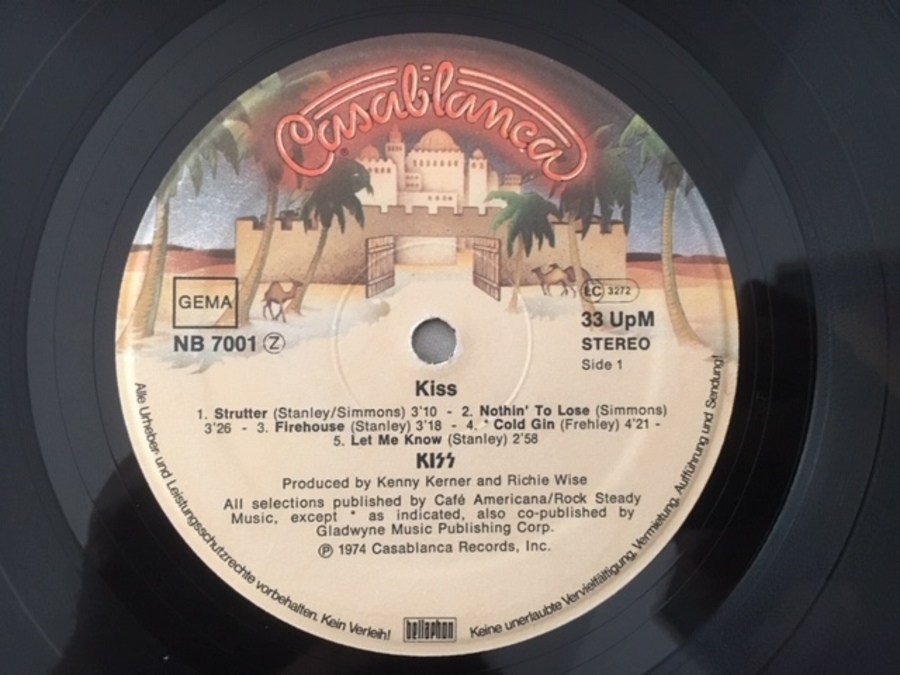 Casablanca
GEMA
NB 7001 Ⓩ
LC 3272
33 UpM
STEREO
Side 1
Kiss
1. Strutter (Stanley/Simmons) 3'10 - 2. Nothin' To Lose (Simmons)
3'26 - 3. Firehouse (Stanley) 3'18 - 4. * Cold Gin (Frehley) 4'21 -
5. Let Me Know (Stanley) 2'58
KISS
Produced by Kenny Kerner and Richie Wise
All selections published by Café Americana/Rock Steady
Music, except * as indicated, also co-published by
Gladwyne Music Publishing Corp.
Ⓟ 1974 Casablanca Records, Inc.
Alle Urheber- und Leistungsschutzrechte vorbehalten. Kein Verleih!
bellaphon
Keine unerlaubte Vervielfältigung, Vermietung, Aufführung und Sendung!